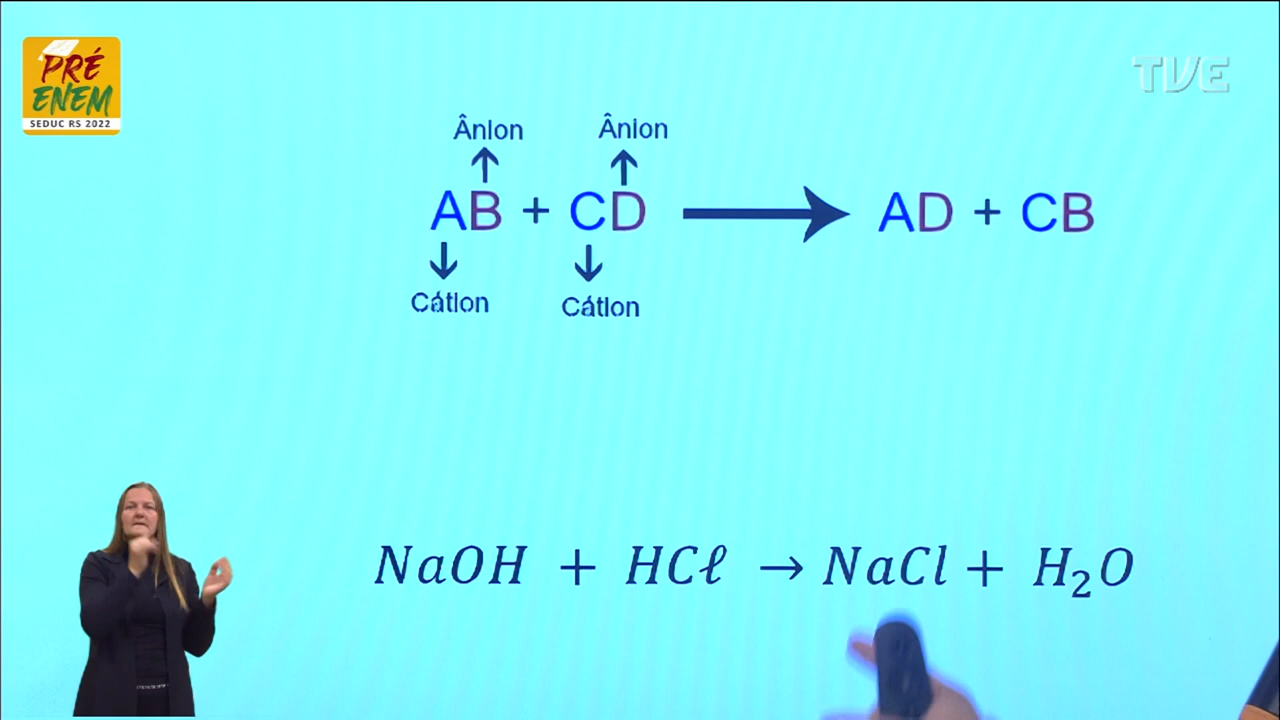 PRÉ
ENEM
SEDUC RS 2022
TVE
Ânion Ânion
AB + CD → AD + CB
Cátion Cátion
NaOH + HCℓ → NaCl + H₂O